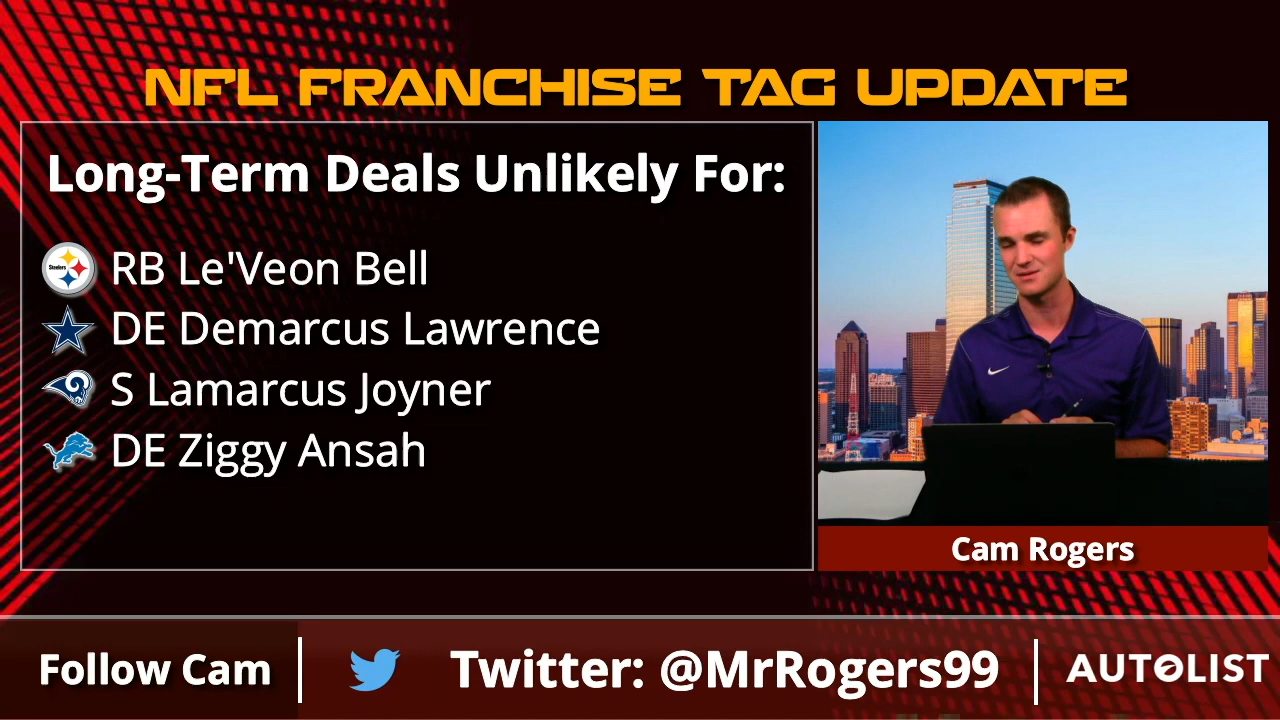 NFL FRANCHISE TAG UPDATE
Long-Term Deals Unlikely For:
Steelers
RB Le'Veon Bell
DE Demarcus Lawrence
S Lamarcus Joyner
DE Ziggy Ansah
Cam Rogers
Follow Cam
Twitter: @MrRogers99
AUTOLIST